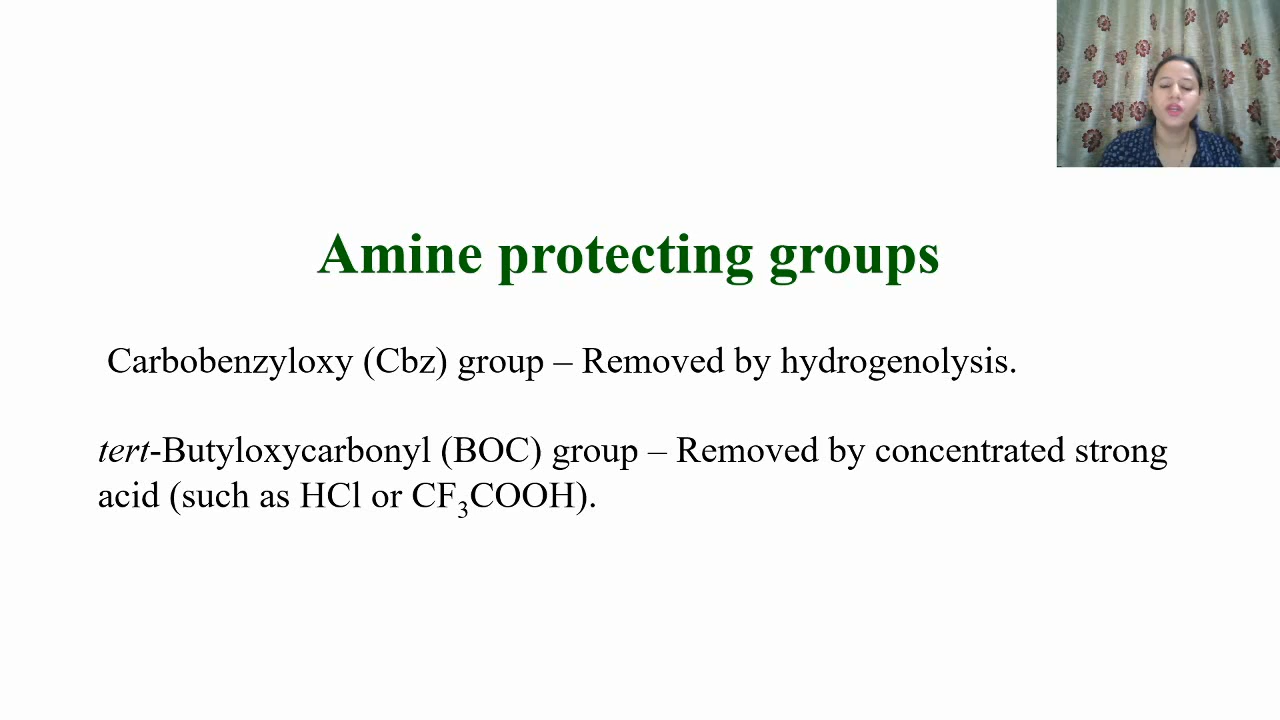 Amine protecting groups
Carbobenzyloxy (Cbz) group – Removed by hydrogenolysis.
tert-Butyloxycarbonyl (BOC) group – Removed by concentrated strong
acid (such as HCl or CF₃COOH).